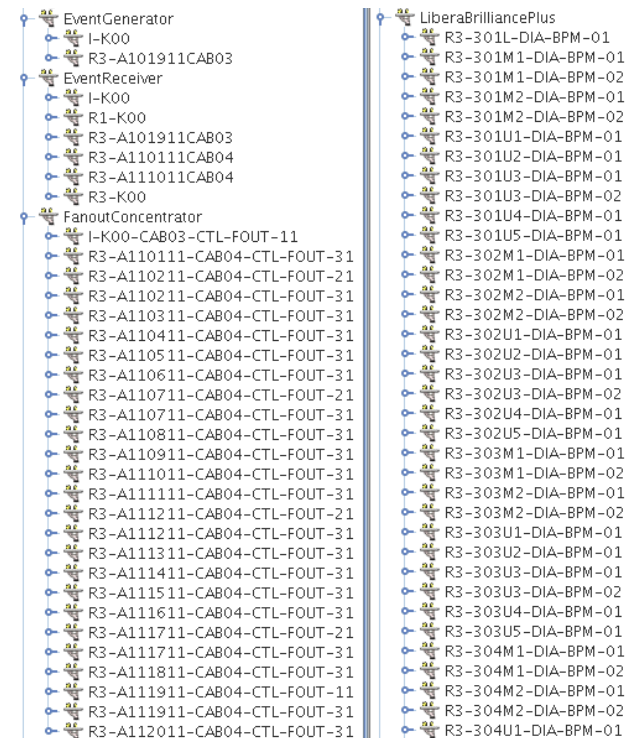 EventGenerator
I-K00
R3-A101911CAB03
EventReceiver
I-K00
R1-K00
R3-A101911CAB03
R3-A110111CAB04
R3-A111011CAB04
R3-K00
FanoutConcentrator
I-K00-CAB03-CTL-FOUT-11
R3-A110111-CAB04-CTL-FOUT-31
R3-A110211-CAB04-CTL-FOUT-21
R3-A110211-CAB04-CTL-FOUT-31
R3-A110311-CAB04-CTL-FOUT-31
R3-A110411-CAB04-CTL-FOUT-31
R3-A110511-CAB04-CTL-FOUT-31
R3-A110611-CAB04-CTL-FOUT-31
R3-A110711-CAB04-CTL-FOUT-21
R3-A110711-CAB04-CTL-FOUT-31
R3-A110811-CAB04-CTL-FOUT-31
R3-A110911-CAB04-CTL-FOUT-31
R3-A111011-CAB04-CTL-FOUT-31
R3-A111111-CAB04-CTL-FOUT-31
R3-A111211-CAB04-CTL-FOUT-21
R3-A111211-CAB04-CTL-FOUT-31
R3-A111311-CAB04-CTL-FOUT-31
R3-A111411-CAB04-CTL-FOUT-31
R3-A111511-CAB04-CTL-FOUT-31
R3-A111611-CAB04-CTL-FOUT-31
R3-A111711-CAB04-CTL-FOUT-21
R3-A111711-CAB04-CTL-FOUT-31
R3-A111811-CAB04-CTL-FOUT-31
R3-A111911-CAB04-CTL-FOUT-11
R3-A111911-CAB04-CTL-FOUT-31
R3-A112011-CAB04-CTL-FOUT-31
LiberaBrilliancePlus
R3-301L-DIA-BPM-01
R3-301M1-DIA-BPM-01
R3-301M1-DIA-BPM-02
R3-301M2-DIA-BPM-01
R3-301M2-DIA-BPM-02
R3-301U1-DIA-BPM-01
R3-301U2-DIA-BPM-01
R3-301U3-DIA-BPM-01
R3-301U3-DIA-BPM-02
R3-301U4-DIA-BPM-01
R3-301U5-DIA-BPM-01
R3-302M1-DIA-BPM-01
R3-302M1-DIA-BPM-02
R3-302M2-DIA-BPM-01
R3-302M2-DIA-BPM-02
R3-302U1-DIA-BPM-01
R3-302U2-DIA-BPM-01
R3-302U3-DIA-BPM-01
R3-302U3-DIA-BPM-02
R3-302U4-DIA-BPM-01
R3-302U5-DIA-BPM-01
R3-303M1-DIA-BPM-01
R3-303M1-DIA-BPM-02
R3-303M2-DIA-BPM-01
R3-303M2-DIA-BPM-02
R3-303U1-DIA-BPM-01
R3-303U2-DIA-BPM-01
R3-303U3-DIA-BPM-01
R3-303U3-DIA-BPM-02
R3-303U4-DIA-BPM-01
R3-303U5-DIA-BPM-01
R3-304M1-DIA-BPM-01
R3-304M1-DIA-BPM-02
R3-304M2-DIA-BPM-01
R3-304M2-DIA-BPM-02
R3-304U1-DIA-BPM-01